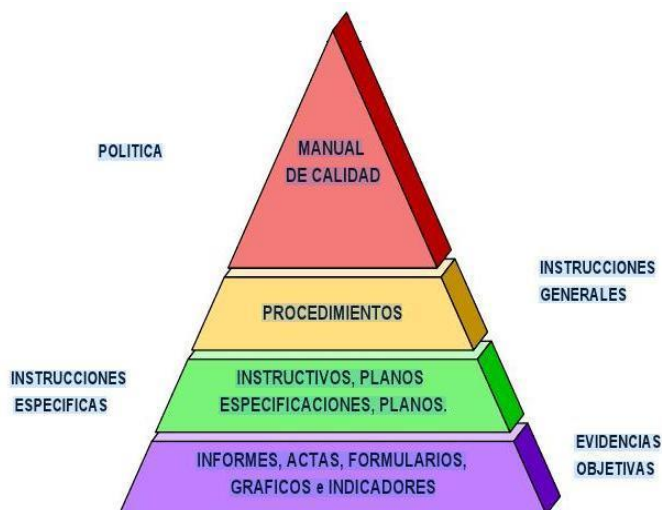 POLITICA
MANUAL
DE CALIDAD
INSTRUCCIONES
GENERALES
PROCEDIMIENTOS
INSTRUCCIONES
ESPECIFICAS
INSTRUCTIVOS, PLANOS
ESPECIFICACIONES, PLANOS.
EVIDENCIAS
OBJETIVAS
INFORMES, ACTAS, FORMULARIOS,
GRAFICOS e INDICADORES